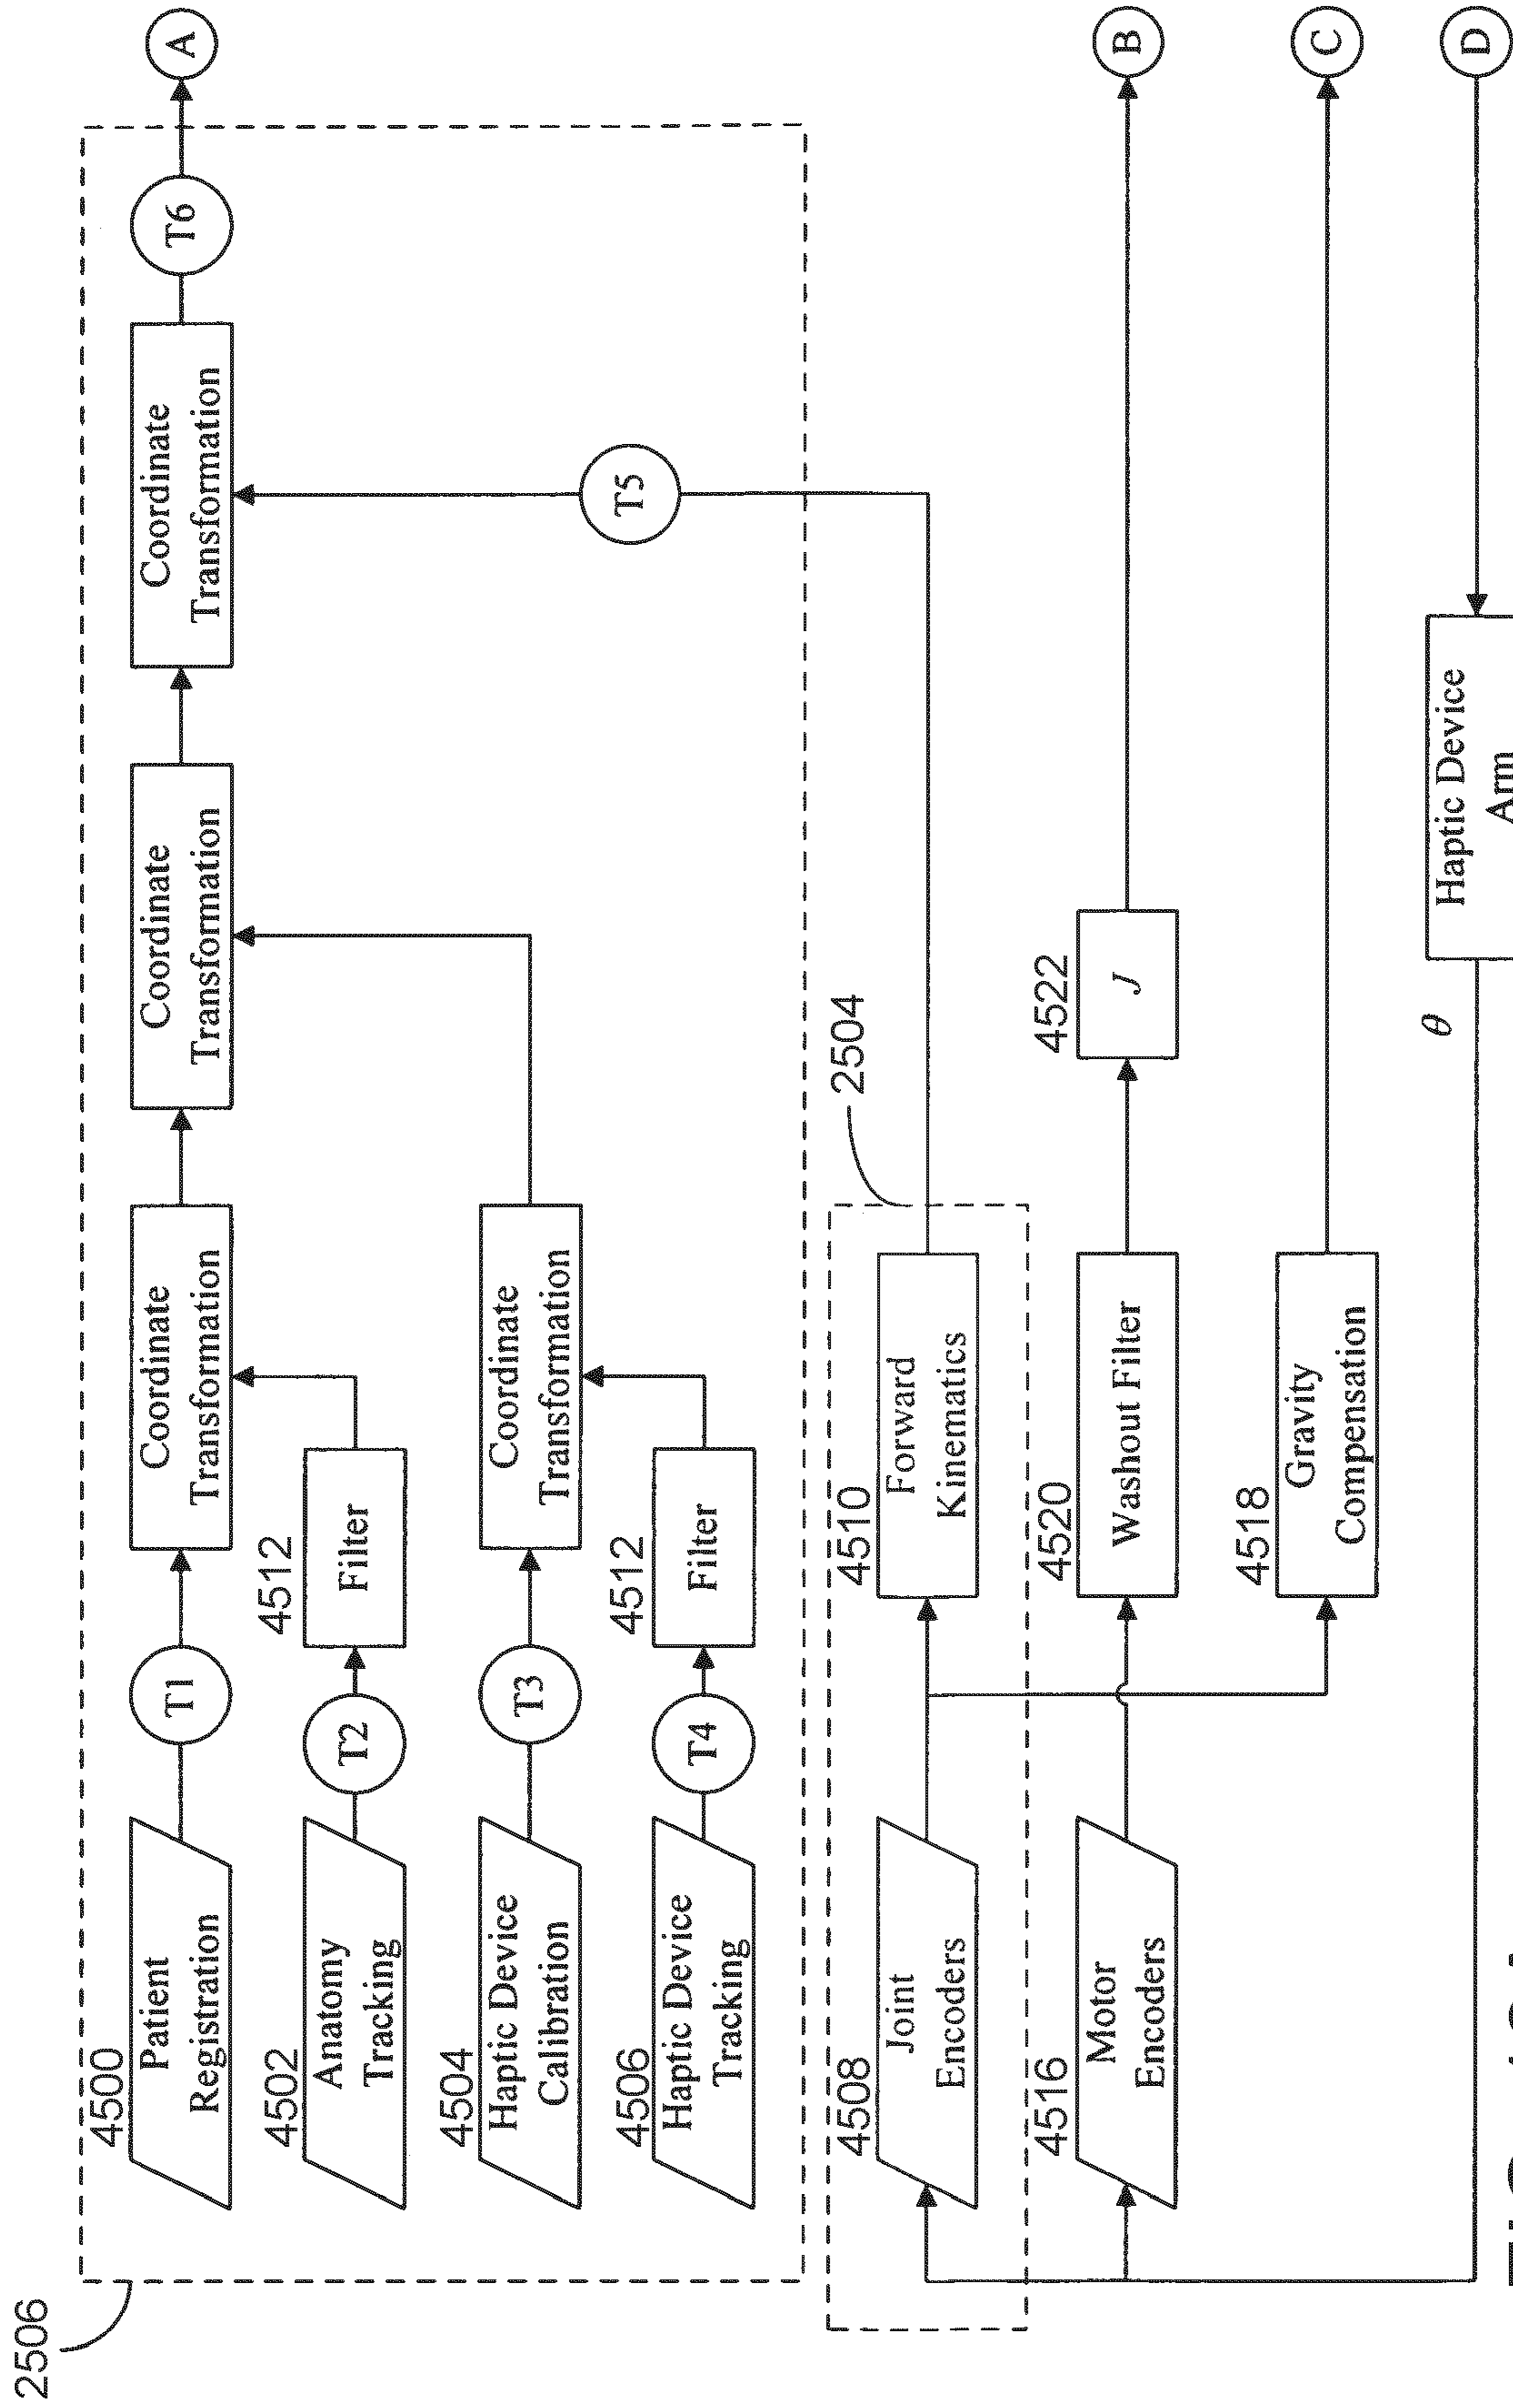 2506
4500
Patient
Registration
T1
Coordinate
Transformation
Coordinate
Transformation
Coordinate
Transformation
T6
A
4502
Anatomy
Tracking
T2
4512
Filter
4504
Haptic Device
Calibration
T3
Coordinate
Transformation
4506
Haptic Device
Tracking
T4
4512
Filter
T5
2504
4508
Joint
Encoders
4510
Forward
Kinematics
4516
Motor
Encoders
4520
Washout Filter
4522
J
B
4518
Gravity
Compensation
C
θ
Haptic Device
Arm
D